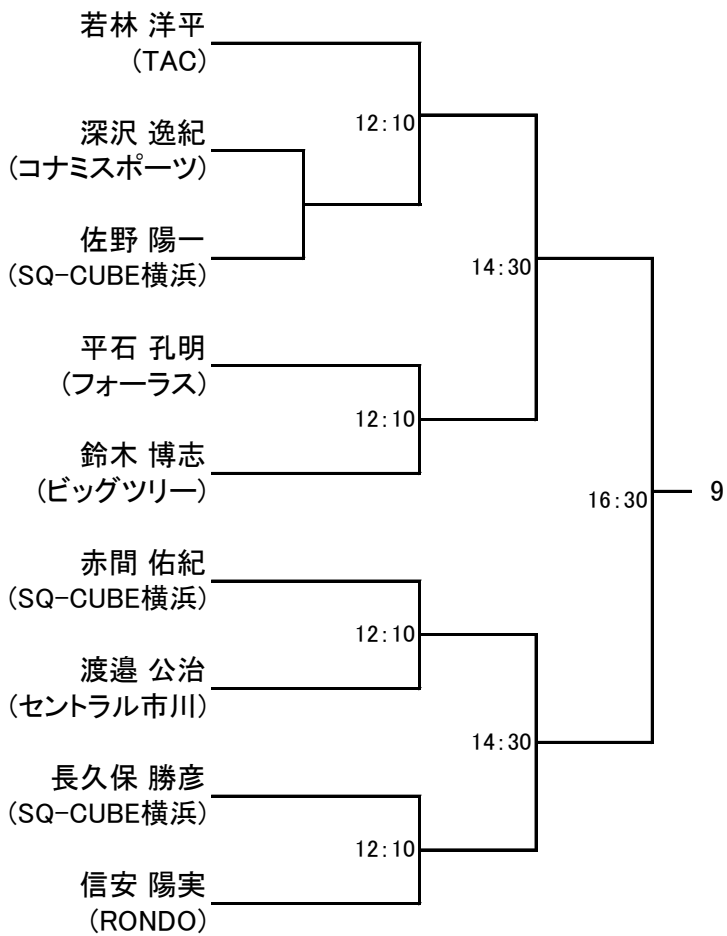 若林 洋平
(TAC)
12:10
深沢 逸紀
(コナミスポーツ)
佐野 陽一
(SQ-CUBE横浜)
14:30
平石 孔明
(フォーラス)
12:10
鈴木 博志
(ビッグツリー)
16:30
9
赤間 佑紀
(SQ-CUBE横浜)
12:10
渡邉 公治
(セントラル市川)
14:30
長久保 勝彦
(SQ-CUBE横浜)
12:10
信安 陽実
(RONDO)